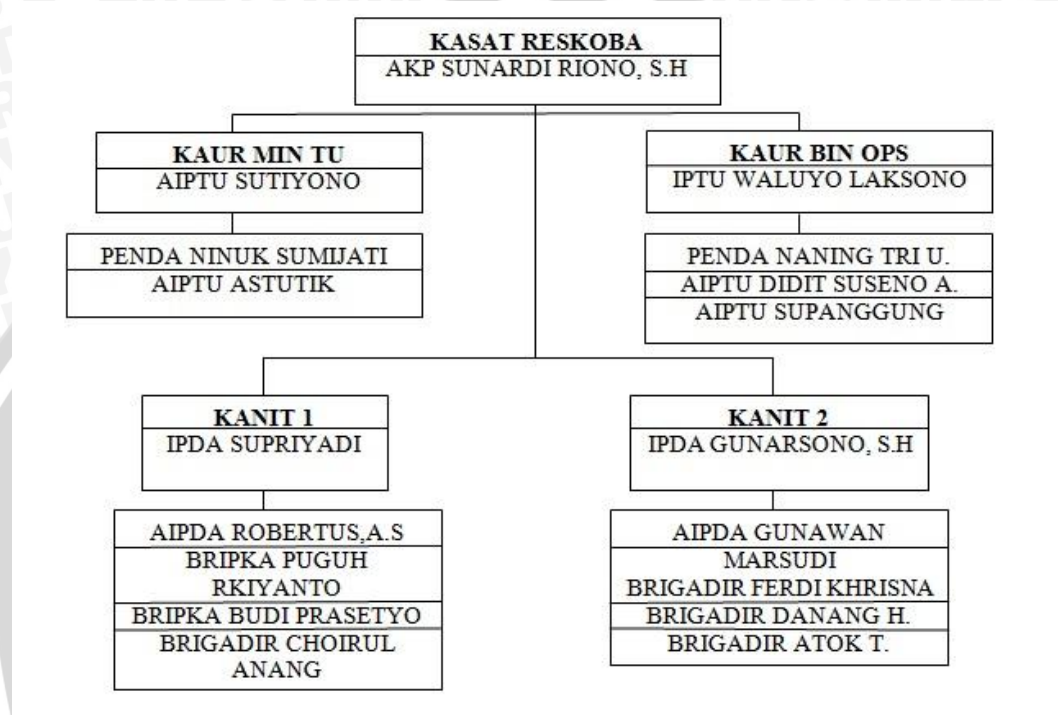 KASAT RESKOBA
AKP SUNARDI RIONO, S.H
KAUR MIN TU
AIPTU SUTIYONO
PENDA NINUK SUMIJATI
AIPTU ASTUTIK
KAUR BIN OPS
IPTU WALUYO LAKSONO
PENDA NANING TRI U.
AIPTU DIDIT SUSENO A.
AIPTU SUPANGGUNG
KANIT 1
IPDA SUPRIYADI
AIPDA ROBERTUS,A.S
BRIPKA PUGUH
RKIYANTO
BRIPKA BUDI PRASETYO
BRIGADIR CHOIRUL
ANANG
KANIT 2
IPDA GUNARSONO, S.H
AIPDA GUNAWAN
MARSUDI
BRIGADIR FERDI KHRISNA
BRIGADIR DANANG H.
BRIGADIR ATOK T.